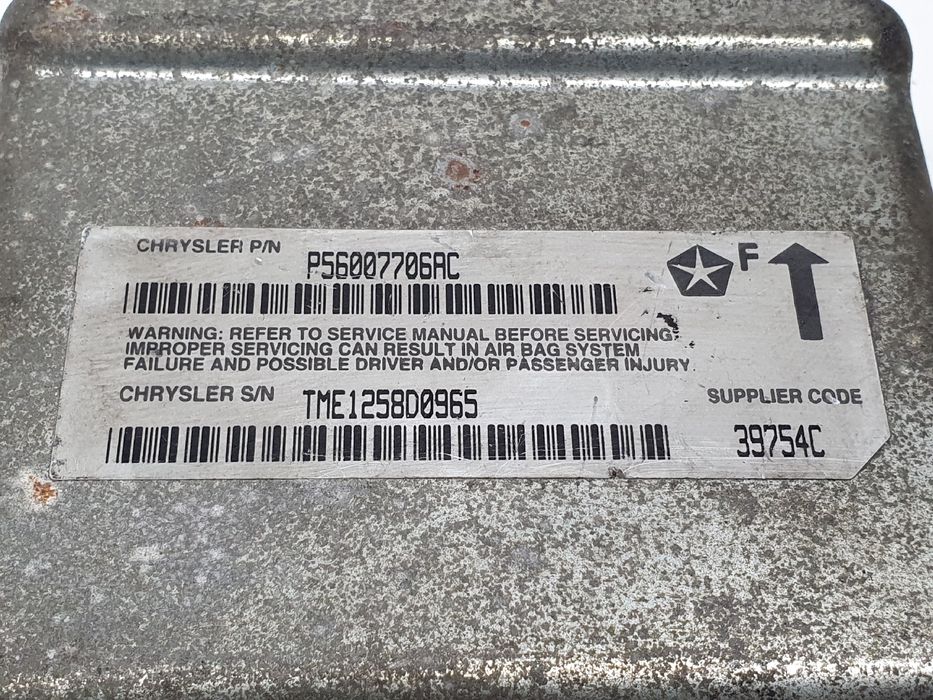 CHRYSLER P/N
P56007706AC
F
WARNING: REFER TO SERVICE MANUAL BEFORE SERVICING.
IMPROPER SERVICING CAN RESULT IN AIR BAG SYSTEM
FAILURE AND POSSIBLE DRIVER AND/OR PASSENGER INJURY.
CHRYSLER S/N
TME1258D0965
SUPPLIER CODE
39754C